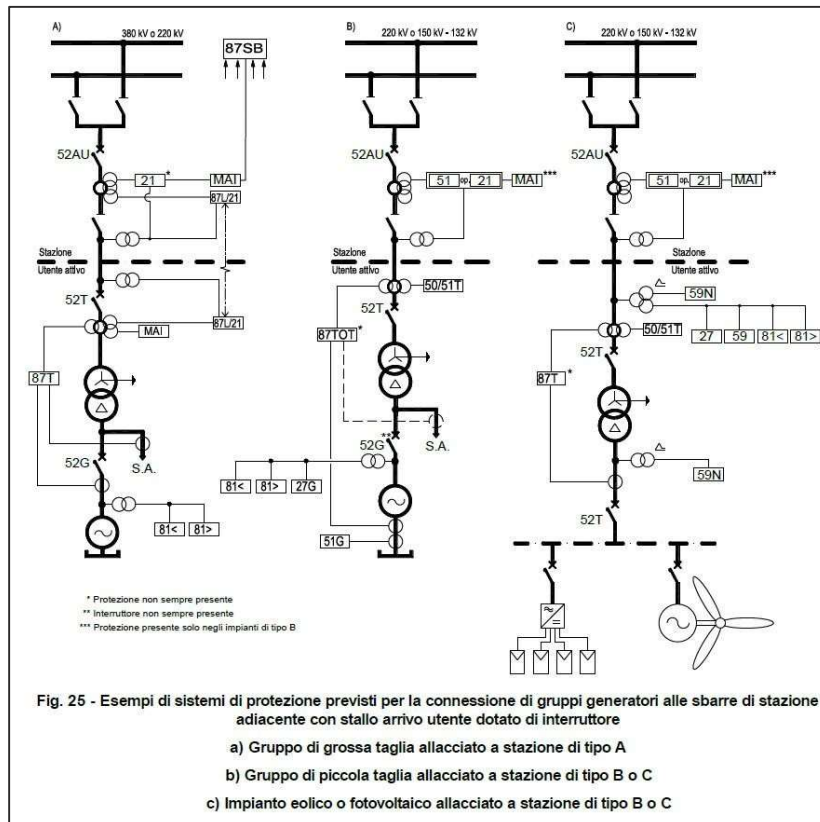 A)
380 kV o 220 kV
87SB
52AU
21 *
MAI
87L/21
Stazione
Utente attivo
52T
87L/21
MAI
87T
S.A.
52G
81< 81>
B)
220 kV o 150 kV - 132 kV
52AU
51 op. 21 MAI ***
Stazione
Utente attivo
50/51T
52T
87TOT *
S.A.
52G **
81< 81> 27G
51G
C)
220 kV o 150 kV - 132 kV
52AU
51 op. 21 MAI ***
Stazione
Utente attivo
59N
27 59 81< 81>
50/51T
52T
87T *
59N
52T
* Protezione non sempre presente
** Interruttore non sempre presente
*** Protezione presente solo negli impianti di tipo B
Fig. 25 - Esempi di sistemi di protezione previsti per la connessione di gruppi generatori alle sbarre di stazione
adiacente con stallo arrivo utente dotato di interruttore
a) Gruppo di grossa taglia allacciato a stazione di tipo A
b) Gruppo di piccola taglia allacciato a stazione di tipo B o C
c) Impianto eolico o fotovoltaico allacciato a stazione di tipo B o C